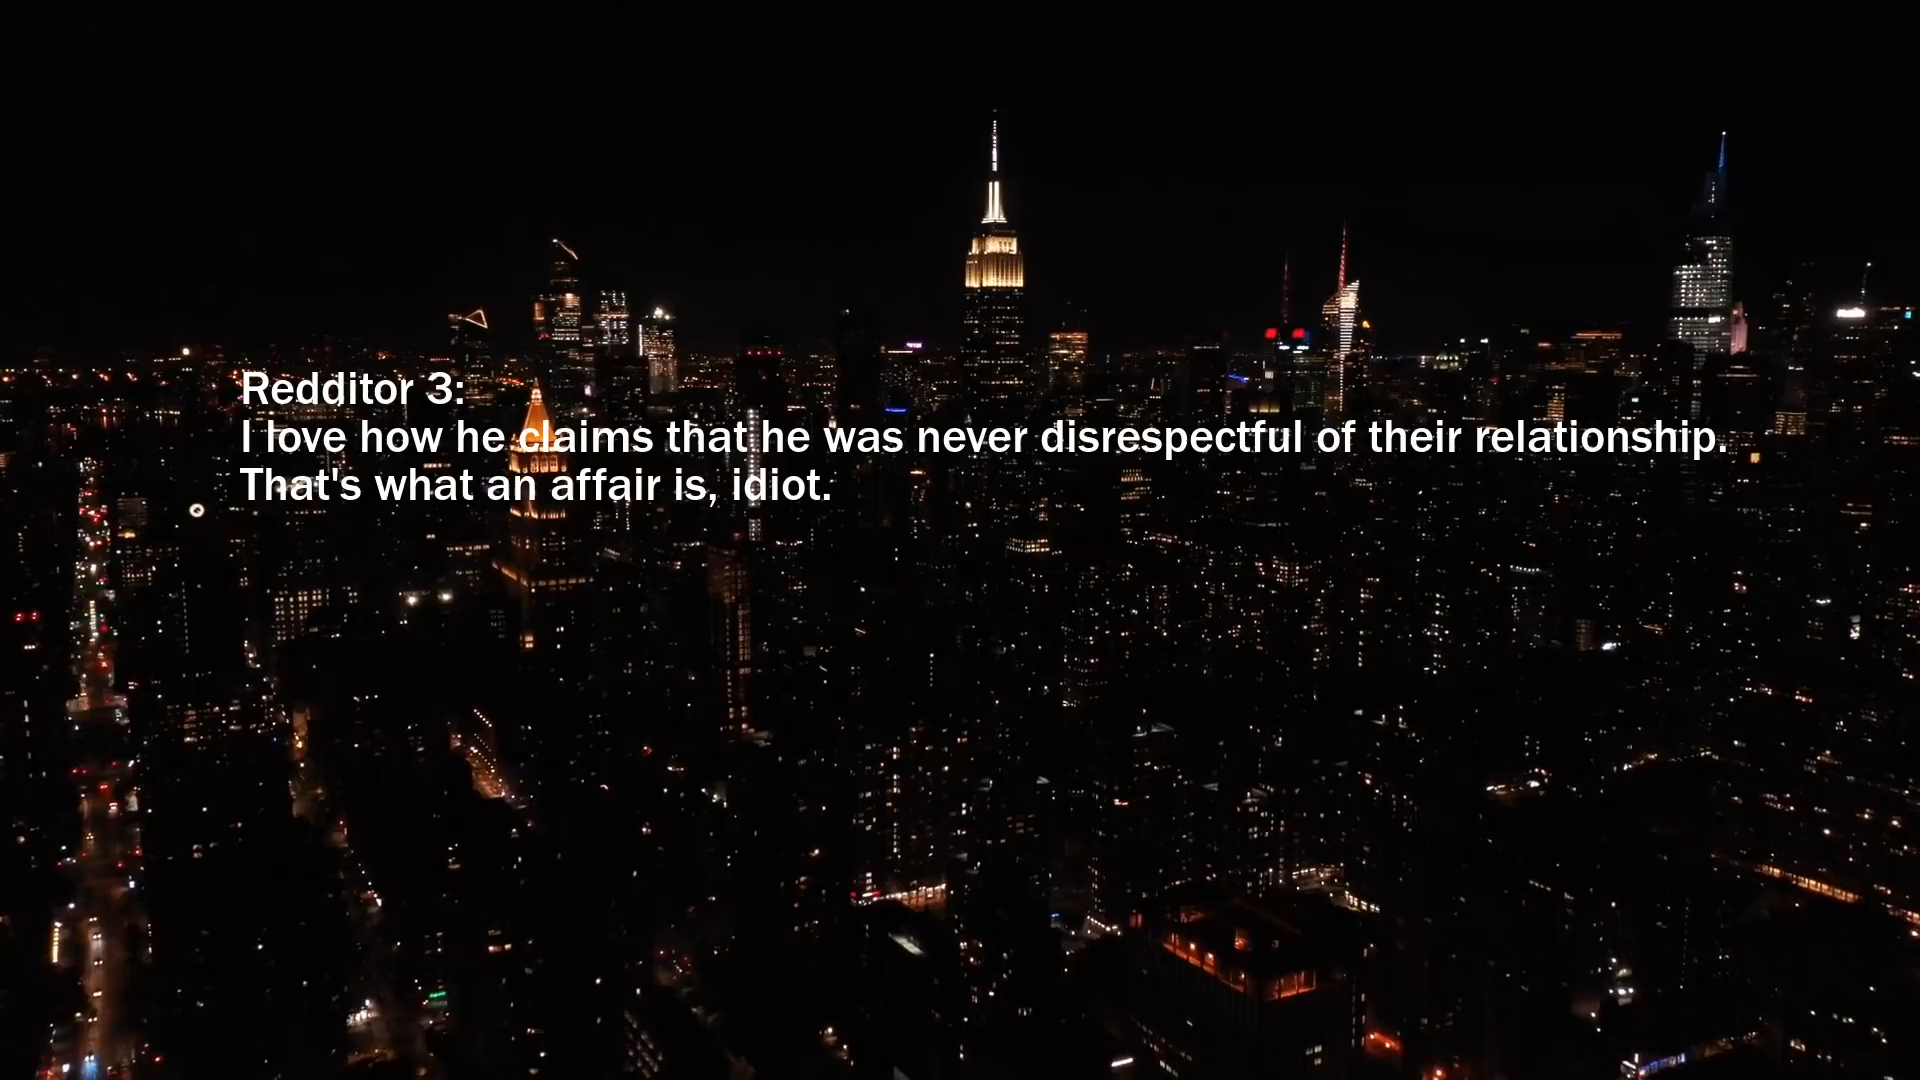 Redditor 3:
I love how he claims that he was never disrespectful of their relationship.
That's what an affair is, idiot.